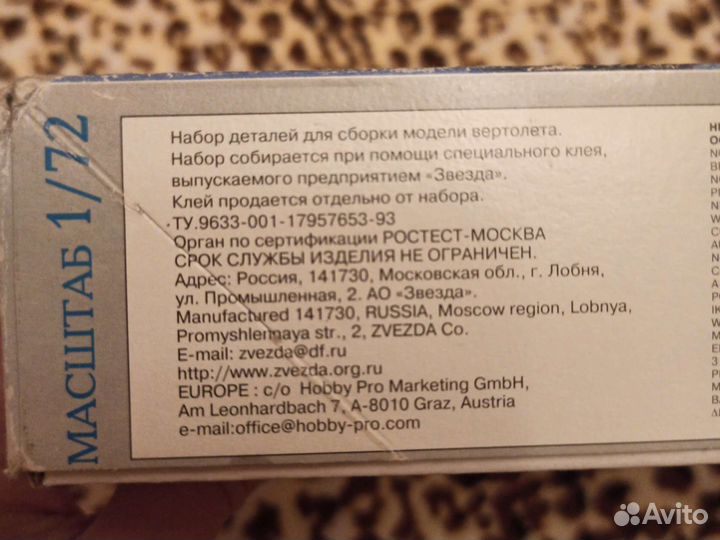 МАСШТАБ 1/72
Набор деталей для сборки модели вертолета.
Набор собирается при помощи специального клея,
выпускаемого предприятием «Звезда».
Клей продается отдельно от набора.
ТУ.9633-001-17957653-93
Орган по сертификации РОСТЕСТ-МОСКВА
СРОК СЛУЖБЫ ИЗДЕЛИЯ НЕ ОГРАНИЧЕН.
Адрес: Россия, 141730, Московская обл., г. Лобня,
ул. Промышленная, 2. АО «Звезда».
Manufactured 141730, RUSSIA, Moscow region, Lobnya,
Promyshlennaya str., 2, ZVEZDA Co.
E-mail: zvezda@df.ru
http://www.zvezda.org.ru
EUROPE : c/o Hobby Pro Marketing GmbH,
Am Leonhardbach 7, A-8010 Graz, Austria
e-mail:office@hobby-pro.com
Avito